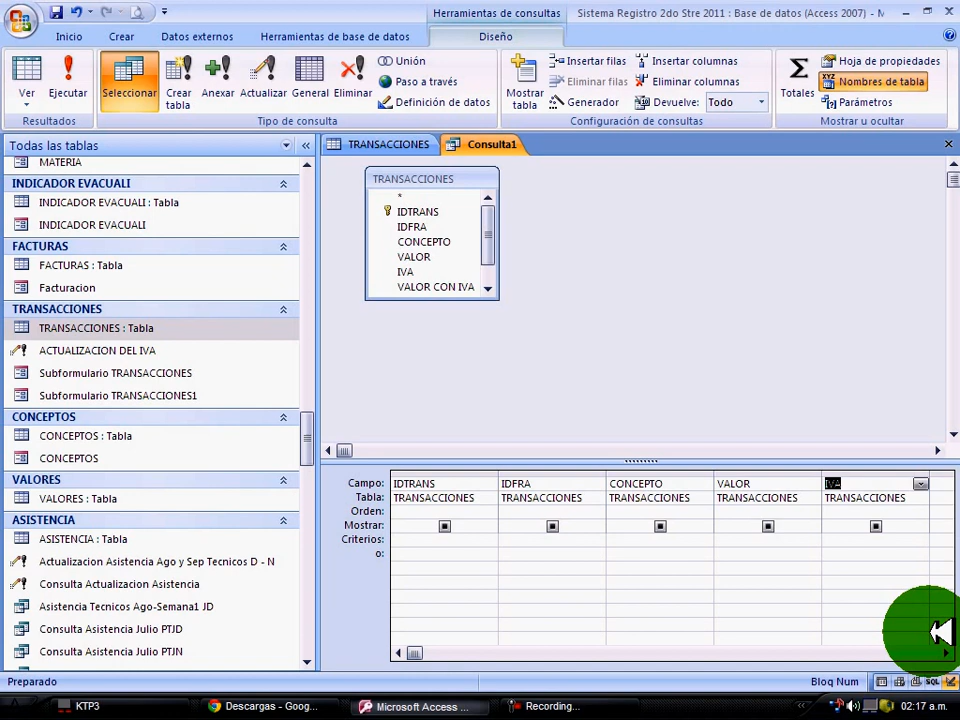 Herramientas de consultas
Sistema Registro 2do Stre 2011 : Base de datos (Access 2007) - M
Inicio
Crear
Datos externos
Herramientas de base de datos
Diseño
Ver
Ejecutar
Resultados
Seleccionar
Crear tabla
Anexar
Actualizar
General
Eliminar
Unión
Paso a través
Definición de datos
Tipo de consulta
Mostrar tabla
Insertar filas
Eliminar filas
Generador
Insertar columnas
Eliminar columnas
Devuelve: Todo
Configuración de consultas
Σ
Totales
Hoja de propiedades
XYZ Nombres de tabla
Parámetros
Mostrar u ocultar
Todas las tablas
MATERIA
INDICADOR EVACUALI
INDICADOR EVACUALI : Tabla
INDICADOR EVACUALI
FACTURAS
FACTURAS : Tabla
Facturacion
TRANSACCIONES
TRANSACCIONES : Tabla
ACTUALIZACION DEL IVA
Subformulario TRANSACCIONES
Subformulario TRANSACCIONES1
CONCEPTOS
CONCEPTOS : Tabla
CONCEPTOS
VALORES
VALORES : Tabla
ASISTENCIA
ASISTENCIA : Tabla
Actualizacion Asistencia Ago y Sep Tecnicos D - N
Consulta Actualizacion Asistencia
Asistencia Tecnicos Ago-Semana1 JD
Consulta Asistencia Julio PTJD
Consulta Asistencia Julio PTJN
TRANSACCIONES
Consulta1
TRANSACCIONES
*
IDTRANS
IDFRA
CONCEPTO
VALOR
IVA
VALOR CON IVA
Campo: IDTRANS IDFRA CONCEPTO VALOR IVA
Tabla: TRANSACCIONES TRANSACCIONES TRANSACCIONES TRANSACCIONES TRANSACCIONES
Orden:
Mostrar:
Criterios:
o:
Preparado
Bloq Num
SQL
KTP3
Descargas - Goog...
Microsoft Access ...
Recording...
02:17 a.m.